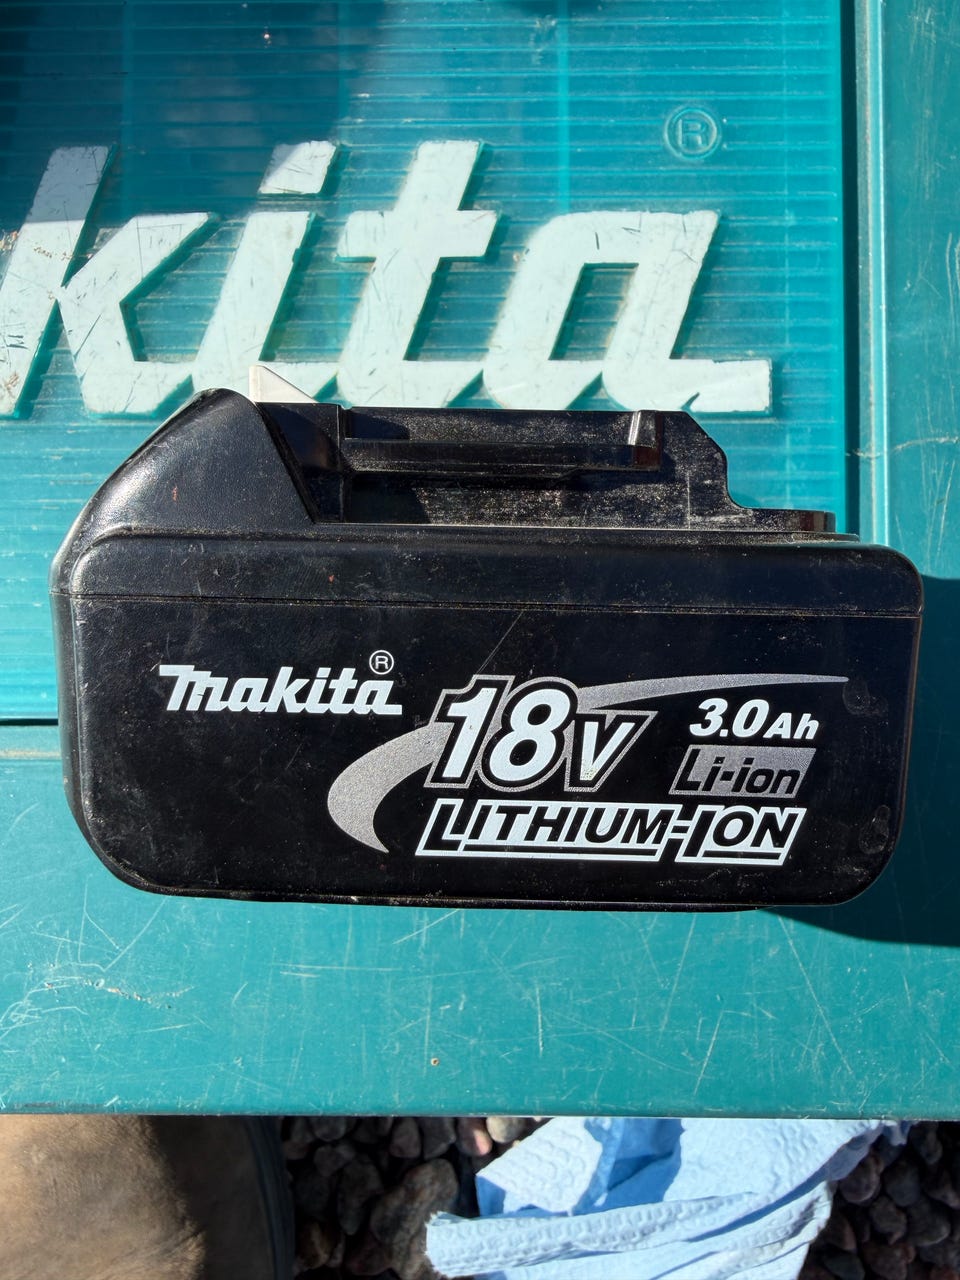 kita®
Makita®
18V
3.0Ah
Li-ion
LITHIUM-ION